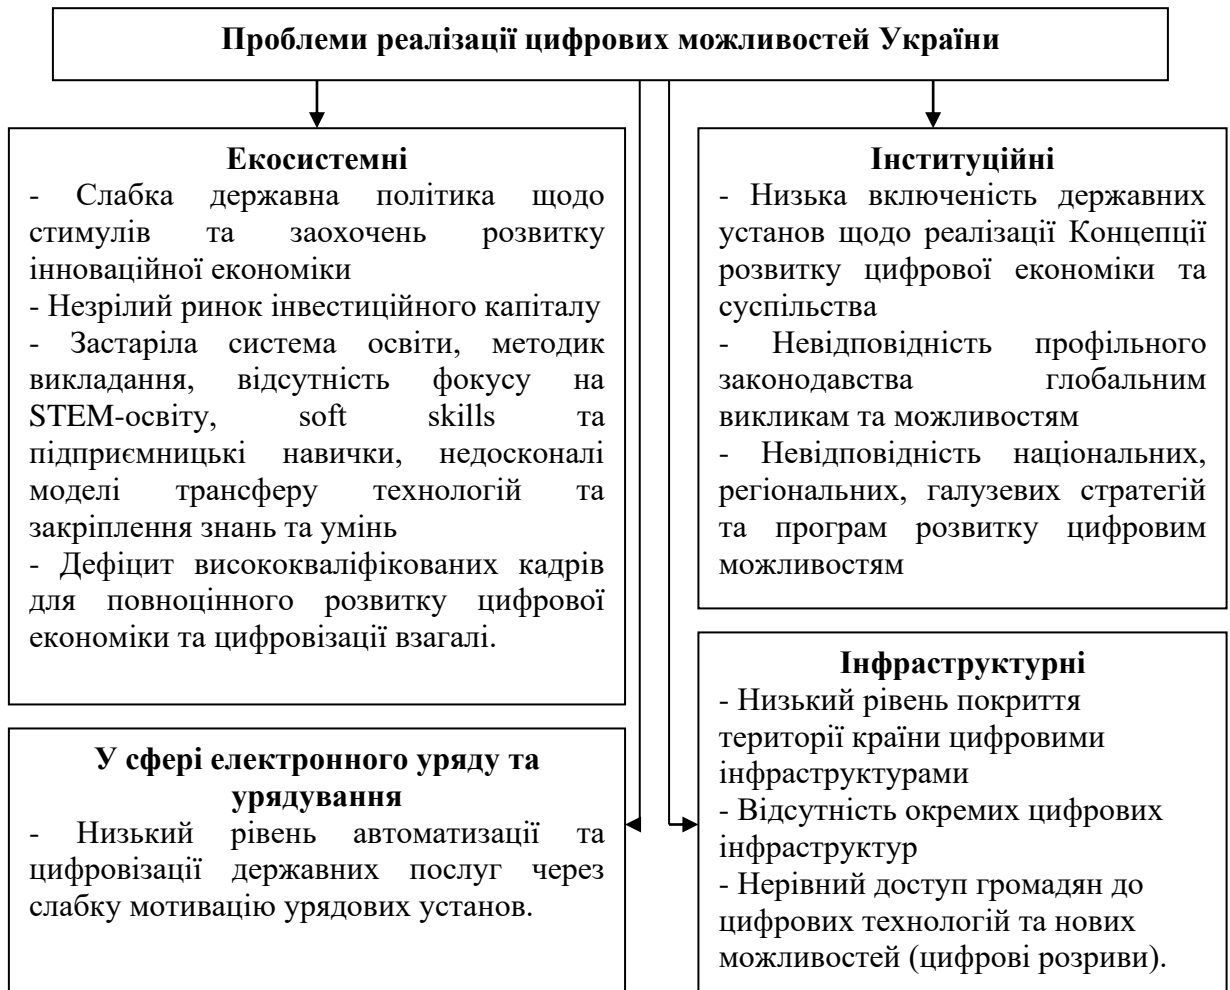 Проблеми реалізації цифрових можливостей України
Екосистемні
- Слабка державна політика щодо
стимулів та заохочень розвитку
інноваційної економіки
- Незрілий ринок інвестиційного капіталу
- Застаріла система освіти, методик
викладання, відсутність фокусу на
STEM-освіту, soft skills та
підприємницькі навички, недосконалі
моделі трансферу технологій та
закріплення знань та умінь
- Дефіцит висококваліфікованих кадрів
для повноцінного розвитку цифрової
економіки та цифровізації взагалі.
Інституційні
- Низька включеність державних
установ щодо реалізації Концепції
розвитку цифрової економіки та
суспільства
- Невідповідність профільного
законодавства глобальним
викликам та можливостям
- Невідповідність національних,
регіональних, галузевих стратегій
та програм розвитку цифровим
можливостям
У сфері електронного уряду та
урядування
- Низький рівень автоматизації та
цифровізації державних послуг через
слабку мотивацію урядових установ.
Інфраструктурні
- Низький рівень покриття
території країни цифровими
інфраструктурами
- Відсутність окремих цифрових
інфраструктур
- Нерівний доступ громадян до
цифрових технологій та нових
можливостей (цифрові розриви).